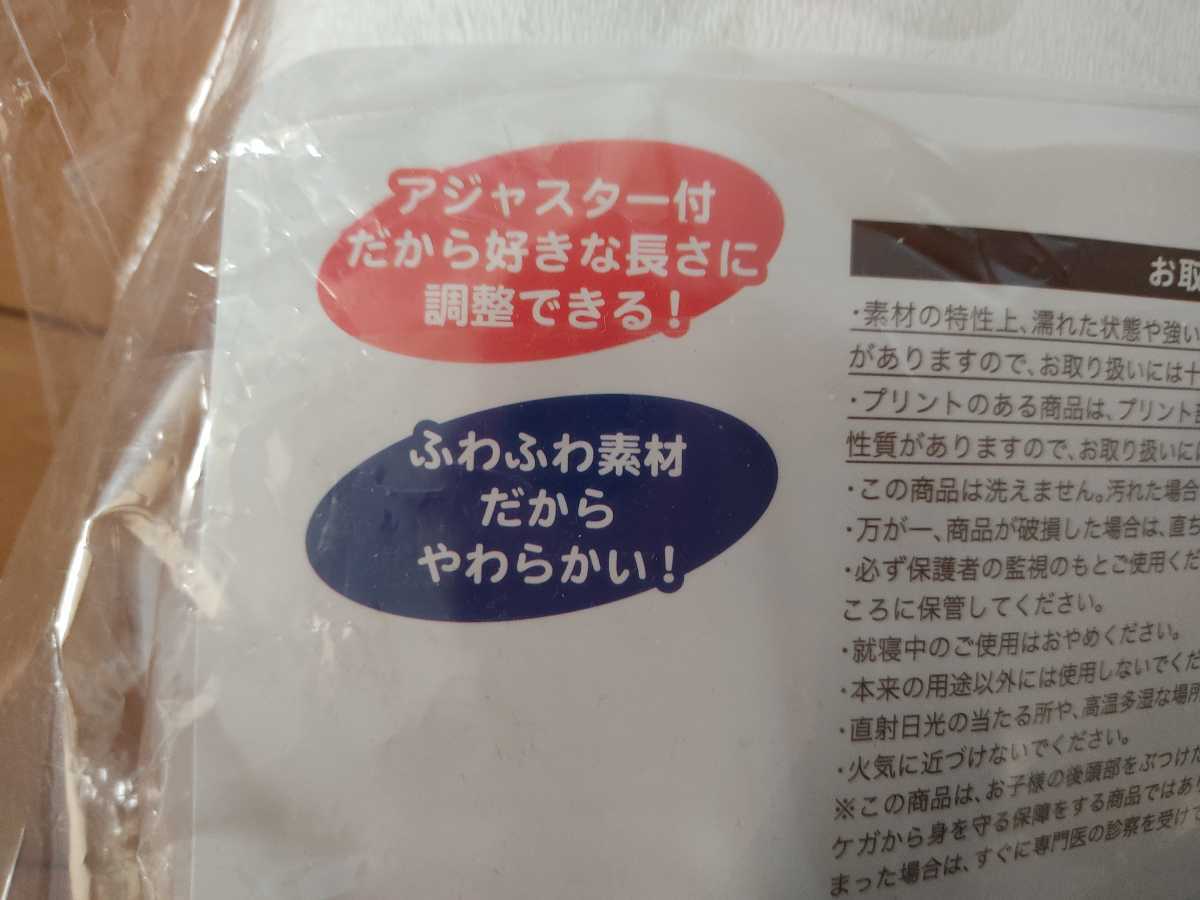 アジャスター付
だから好きな長さに
調整できる！
ふわふわ素材
だから
やわらかい！
お取
・素材の特性上、濡れた状態や強い
がありますので、お取り扱いには十
・プリントのある商品は、プリント
性質がありますので、お取り扱いに
・この商品は洗えません。汚れた場合
・万が一、商品が破損した場合は、直ち
・必ず保護者の監視のもとご使用くだ
ころに保管してください。
・就寝中のご使用はおやめください。
・本来の用途以外には使用しないでくだ
・直射日光の当たる所や、高温多湿な場所
・火気に近づけないでください。
※この商品は、お子様の後頭部をぶつけた
ケガから身を守る保障をする商品ではあり
まった場合は、すぐに専門医の診察を受けて